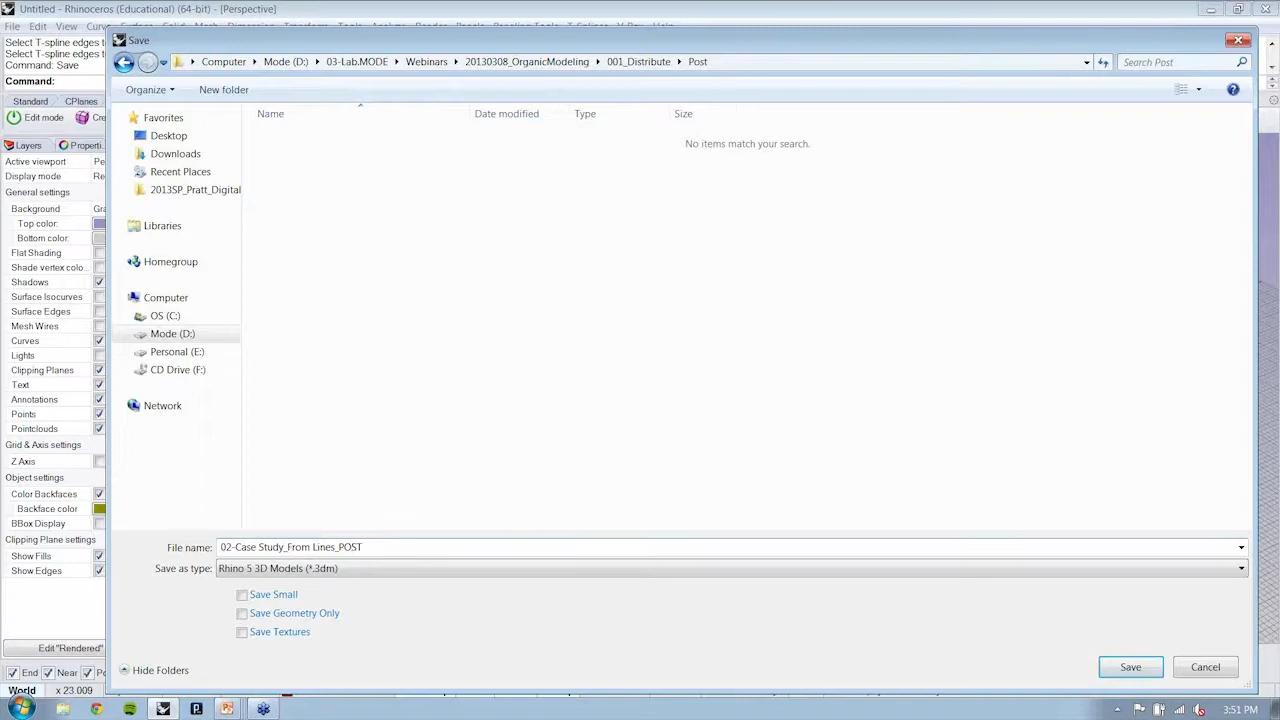 Untitled - Rhinoceros (Educational) (64-bit) - [Perspective]
File Edit View
Select T-spline edges to
Select T-spline edges to
Command: Save
Command:
Standard CPlanes
Edit mode
Layers
Active viewport
Display mode
General settings
Background
Top color:
Bottom color:
Flat Shading
Shade vertex colo...
Shadows
Surface Isocurves
Surface Edges
Mesh Wires
Curves
Lights
Clipping Planes
Text
Annotations
Points
Pointclouds
Grid & Axis settings
Z Axis
Object settings
Color Backfaces
Backface color
BBox Display
Clipping Plane settings
Show Fills
Show Edges
Edit "Rendered"
End Near
World x 23.009
Save
Computer Mode (D:) 03-Lab.MODE Webinars 20130308_OrganicModeling 001_Distribute Post
Search Post
Organize New folder
Name Date modified Type Size
No items match your search.
Favorites
Desktop
Downloads
Recent Places
2013SP_Pratt_Digital
Libraries
Homegroup
Computer
OS (C:)
Mode (D:)
Personal (E:)
CD Drive (F:)
Network
File name: 02-Case Study_From Lines_POST
Save as type: Rhino 5 3D Models (*.3dm)
Save Small
Save Geometry Only
Save Textures
Hide Folders
Save Cancel
3:51 PM